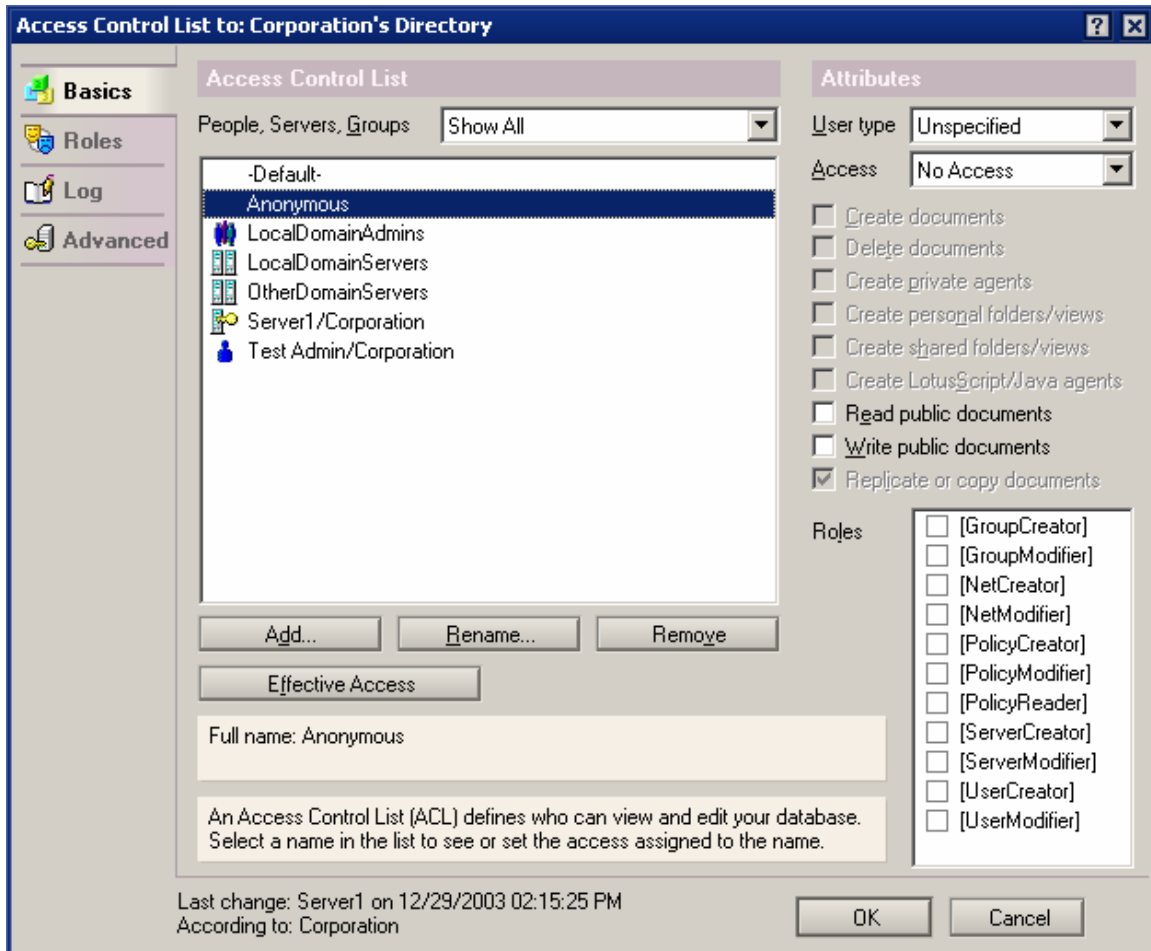 Access Control List to: Corporation's Directory
Basics
Roles
Log
Advanced
Access Control List
People, Servers, Groups
Show All
-Default-
Anonymous
LocalDomainAdmins
LocalDomainServers
OtherDomainServers
Server1/Corporation
Test Admin/Corporation
Add...
Rename...
Remove
Effective Access
Full name: Anonymous
An Access Control List (ACL) defines who can view and edit your database.
Select a name in the list to see or set the access assigned to the name.
Attributes
User type
Unspecified
Access
No Access
Create documents
Delete documents
Create private agents
Create personal folders/views
Create shared folders/views
Create LotusScript/Java agents
Read public documents
Write public documents
Replicate or copy documents
Roles
[GroupCreator]
[GroupModifier]
[NetCreator]
[NetModifier]
[PolicyCreator]
[PolicyModifier]
[PolicyReader]
[ServerCreator]
[ServerModifier]
[UserCreator]
[UserModifier]
Last change: Server1 on 12/29/2003 02:15:25 PM
According to: Corporation
OK
Cancel